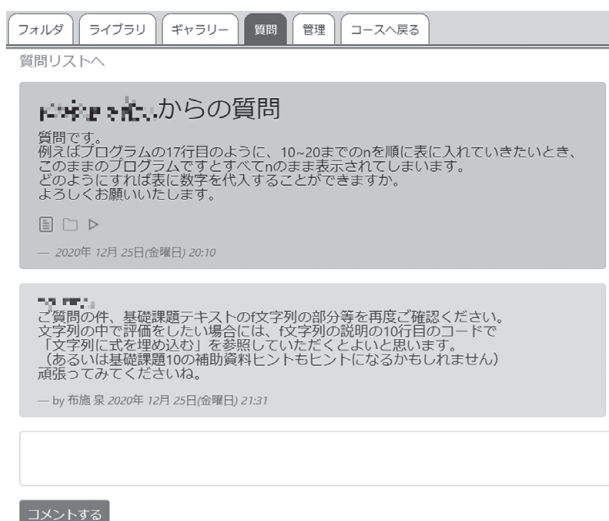 フォルダ ライブラリ ギャラリー 質問 管理 コースへ戻る
質問リストへ
からの質問
質問です。
例えばプログラムの17行目のように、10~20までのnを順に表に入れていきたいとき、
このままのプログラムですとすべてnのまま表示されてしまいます。
どのようにすれば表に数字を代入することができますか。
よろしくお願いいたします。
— 2020年 12月 25日(金曜日) 20:10
ご質問の件、基礎課題テキストのf文字列の部分等を再度ご確認ください。
文字列の中で評価をしたい場合には、f文字列の説明の10行目のコードで
「文字列に式を埋め込む」を参照していただくとよいと思います。
（あるいは基礎課題10の補助資料ヒントもヒントになるかもしれません）
頑張ってみてくださいね。
— by 布施 泉 2020年 12月 25日(金曜日) 21:31
コメントする